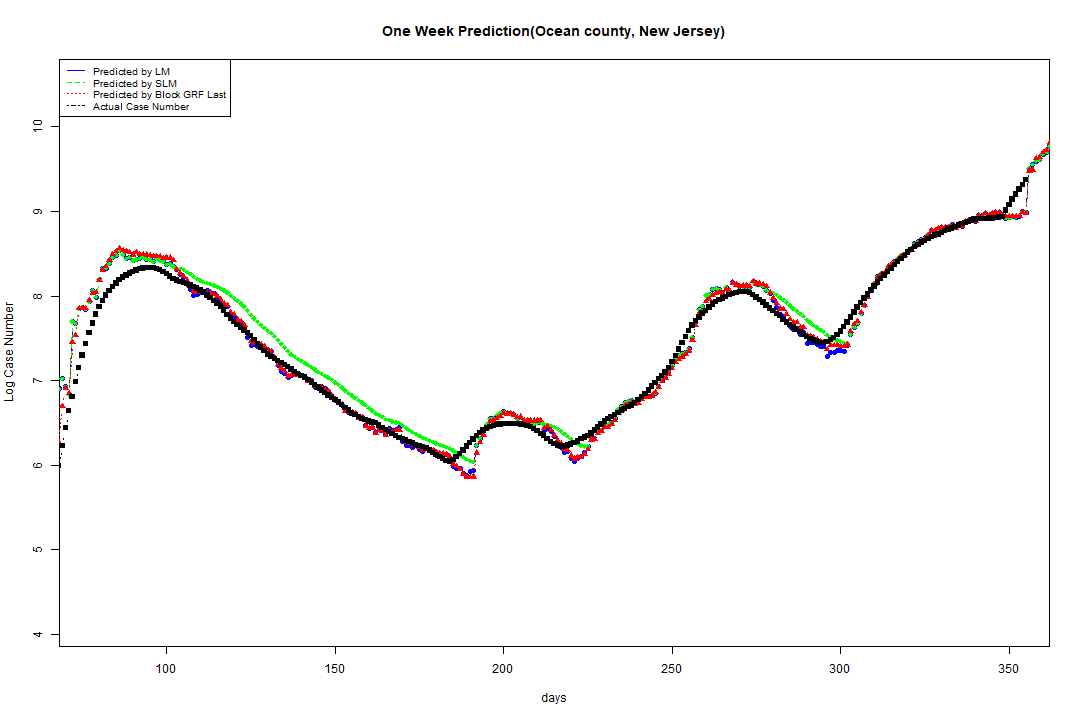 One Week Prediction(Ocean county, New Jersey)
Predicted by LM
Predicted by SLM
Predicted by Block GRF Last
Actual Case Number
Log Case Number
10
9
8
7
6
5
4
100 150 200 250 300 350
days